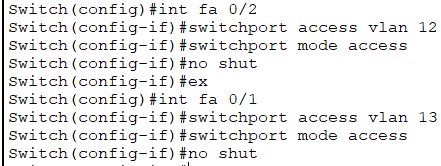 Switch(config)#int fa 0/2
Switch(config-if)#switchport access vlan 12
Switch(config-if)#switchport mode access
Switch(config-if)#no shut
Switch(config-if)#ex
Switch(config)#int fa 0/1
Switch(config-if)#switchport access vlan 13
Switch(config-if)#switchport mode access
Switch(config-if)#no shut